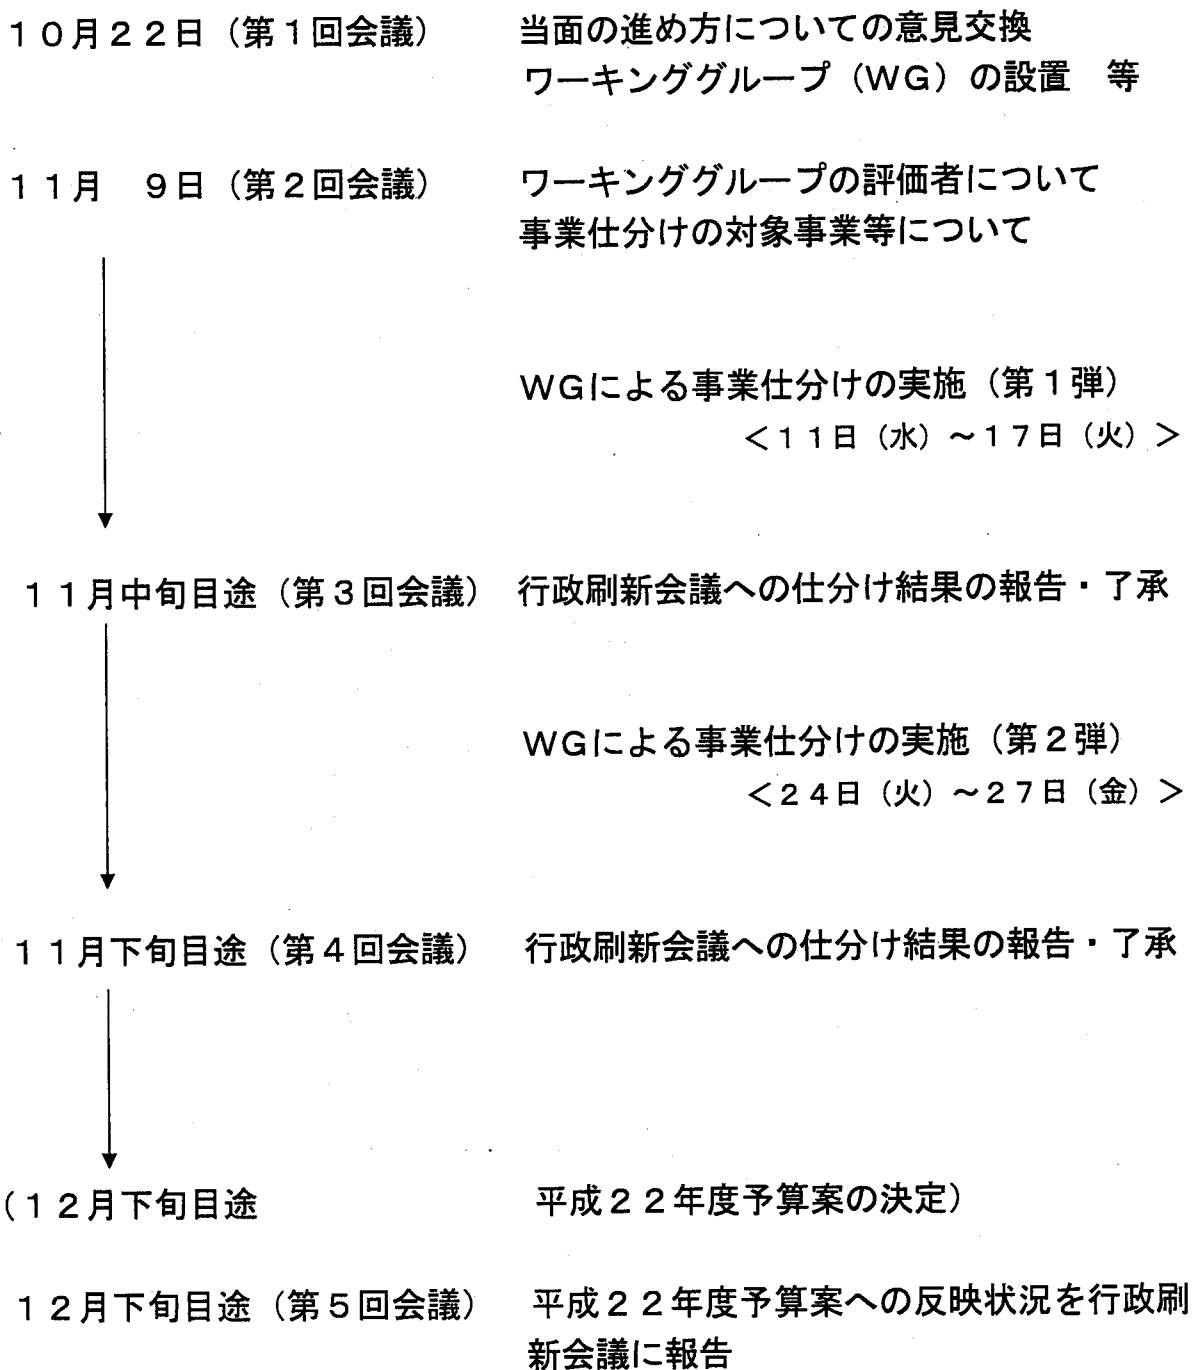 １０月２２日（第１回会議）　当面の進め方についての意見交換
ワーキンググループ（ＷＧ）の設置　等
１１月　９日（第２回会議）　ワーキンググループの評価者について
事業仕分けの対象事業等について
ＷＧによる事業仕分けの実施（第１弾）
＜１１日（水）～１７日（火）＞
１１月中旬目途（第３回会議）　行政刷新会議への仕分け結果の報告・了承
ＷＧによる事業仕分けの実施（第２弾）
＜２４日（火）～２７日（金）＞
１１月下旬目途（第４回会議）　行政刷新会議への仕分け結果の報告・了承
（１２月下旬目途　平成２２年度予算案の決定）
１２月下旬目途（第５回会議）　平成２２年度予算案への反映状況を行政刷
新会議に報告